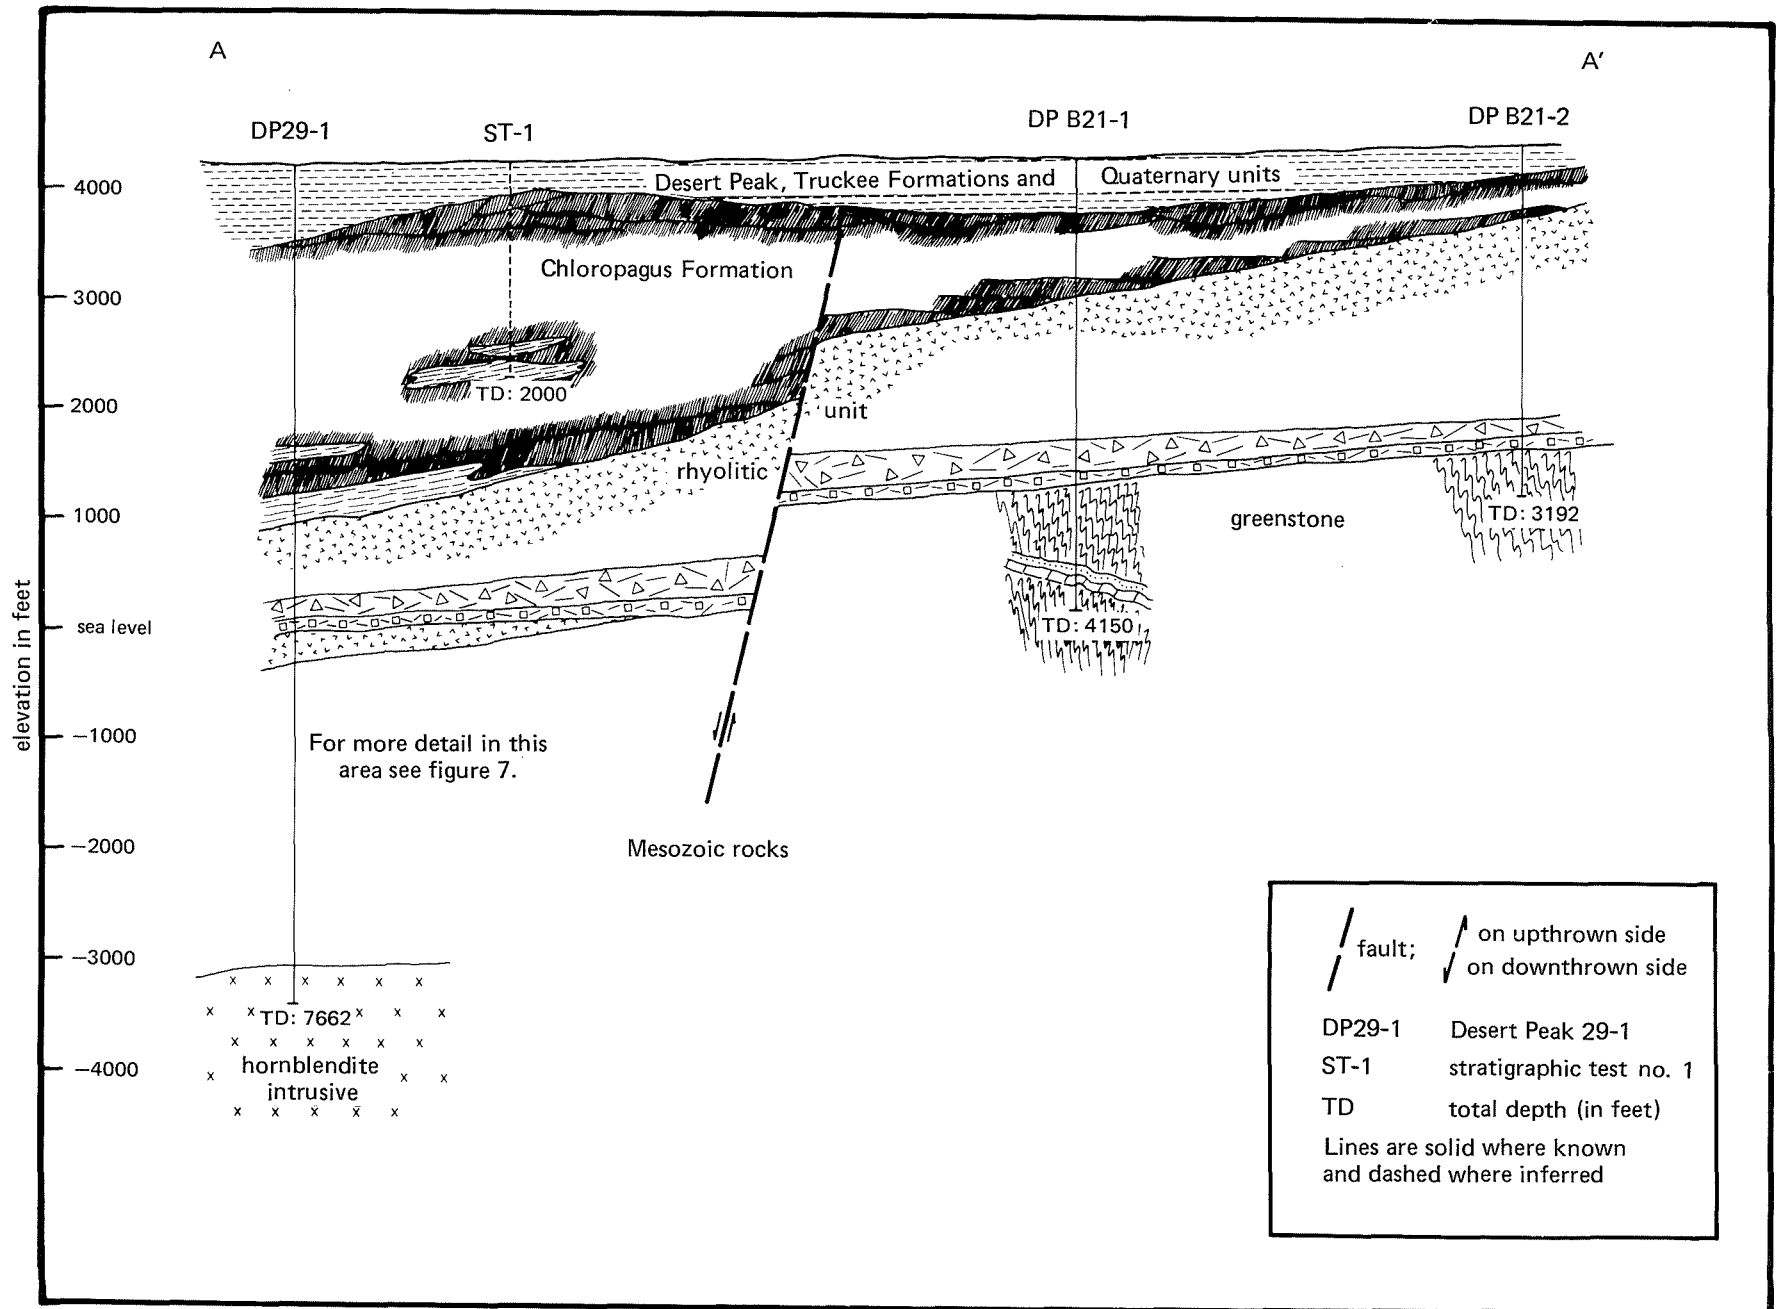 A
A′
DP29-1
ST-1
DP B21-1
DP B21-2
4000
Desert Peak, Truckee Formations and Quaternary units
Chloropagus Formation
3000
TD: 2000
2000
unit
rhyolitic
1000
greenstone
TD: 3192
elevation in feet
sea level
TD: 4150
−1000
For more detail in this
area see figure 7.
−2000
Mesozoic rocks
−3000
TD: 7662
hornblendite
intrusive
−4000
fault;
on upthrown side
on downthrown side
DP29-1 Desert Peak 29-1
ST-1 stratigraphic test no. 1
TD total depth (in feet)
Lines are solid where known
and dashed where inferred